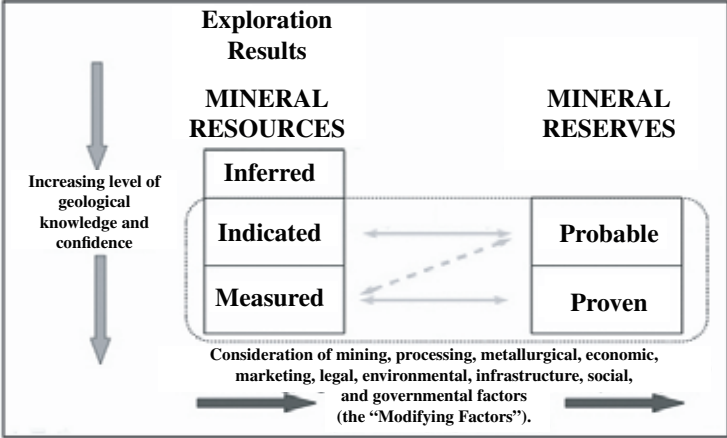 Exploration
Results
MINERAL
RESOURCES
MINERAL
RESERVES
Increasing level of
geological
knowledge and
confidence
Inferred
Indicated
Measured
Probable
Proven
Consideration of mining, processing, metallurgical, economic,
marketing, legal, environmental, infrastructure, social,
and governmental factors
(the “Modifying Factors”).